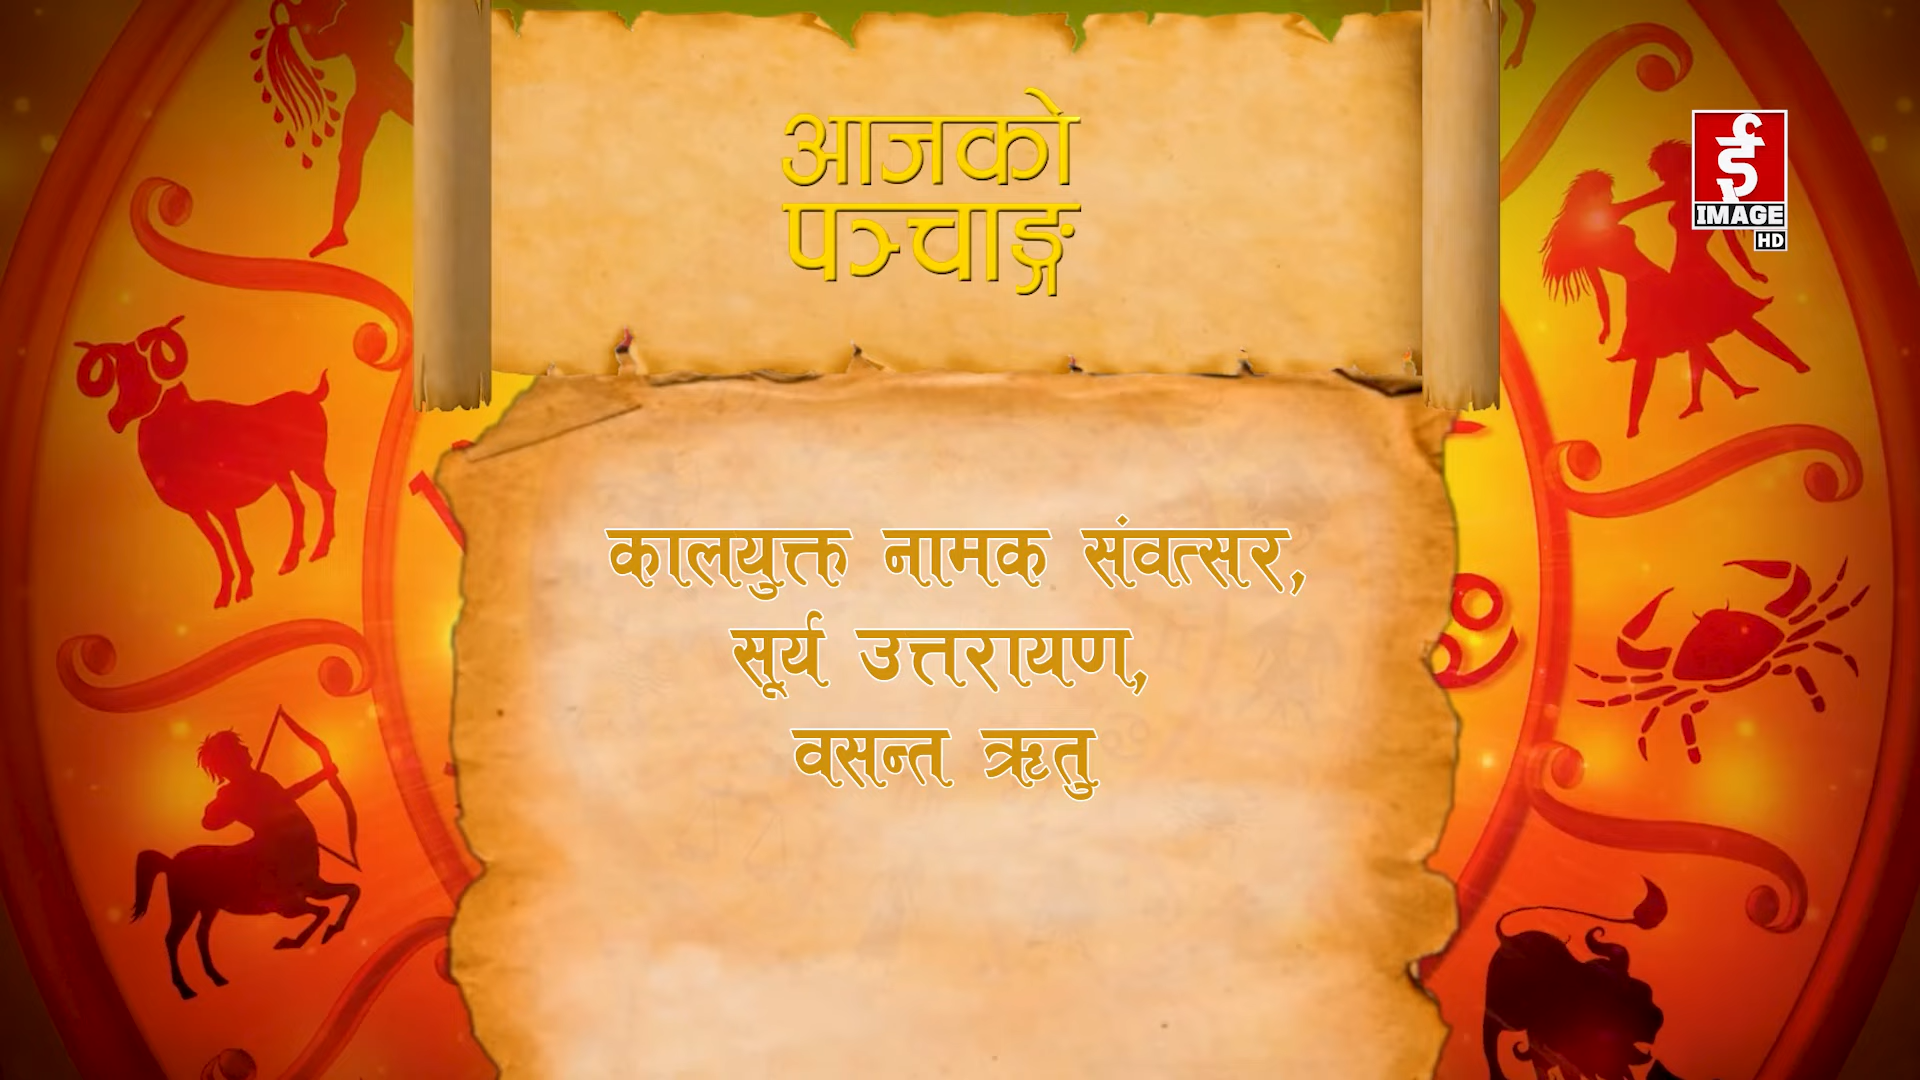 आजको
पञ्चाङ्ग
ई
IMAGE
HD
कालयुक्त नामक संवत्सर,
सूर्य उत्तरायण,
वसन्त ऋतु